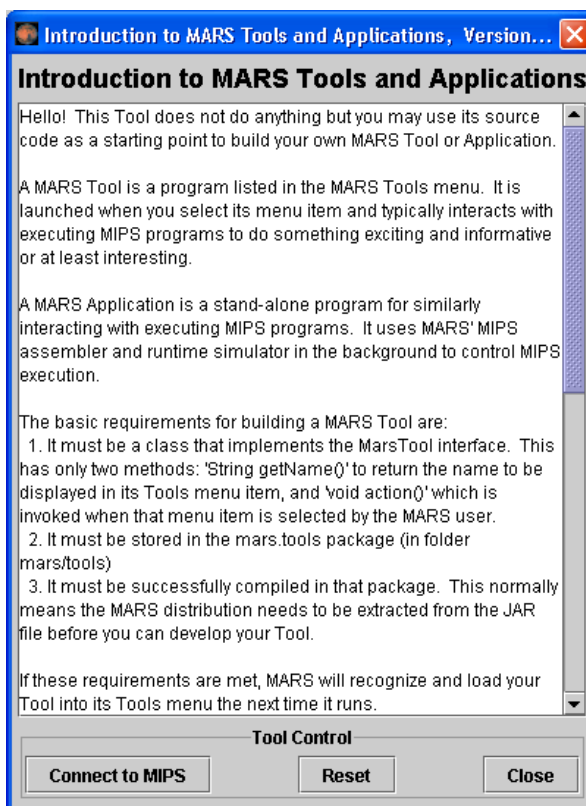 Introduction to MARS Tools and Applications, Version...
Introduction to MARS Tools and Applications
Hello! This Tool does not do anything but you may use its source
code as a starting point to build your own MARS Tool or Application.
A MARS Tool is a program listed in the MARS Tools menu. It is
launched when you select its menu item and typically interacts with
executing MIPS programs to do something exciting and informative
or at least interesting.
A MARS Application is a stand-alone program for similarly
interacting with executing MIPS programs. It uses MARS' MIPS
assembler and runtime simulator in the background to control MIPS
execution.
The basic requirements for building a MARS Tool are:
1. It must be a class that implements the MarsTool interface. This
has only two methods: 'String getName()' to return the name to be
displayed in its Tools menu item, and 'void action()' which is
invoked when that menu item is selected by the MARS user.
2. It must be stored in the mars.tools package (in folder
mars/tools)
3. It must be successfully compiled in that package. This normally
means the MARS distribution needs to be extracted from the JAR
file before you can develop your Tool.
If these requirements are met, MARS will recognize and load your
Tool into its Tools menu the next time it runs.
Tool Control
Connect to MIPS
Reset
Close